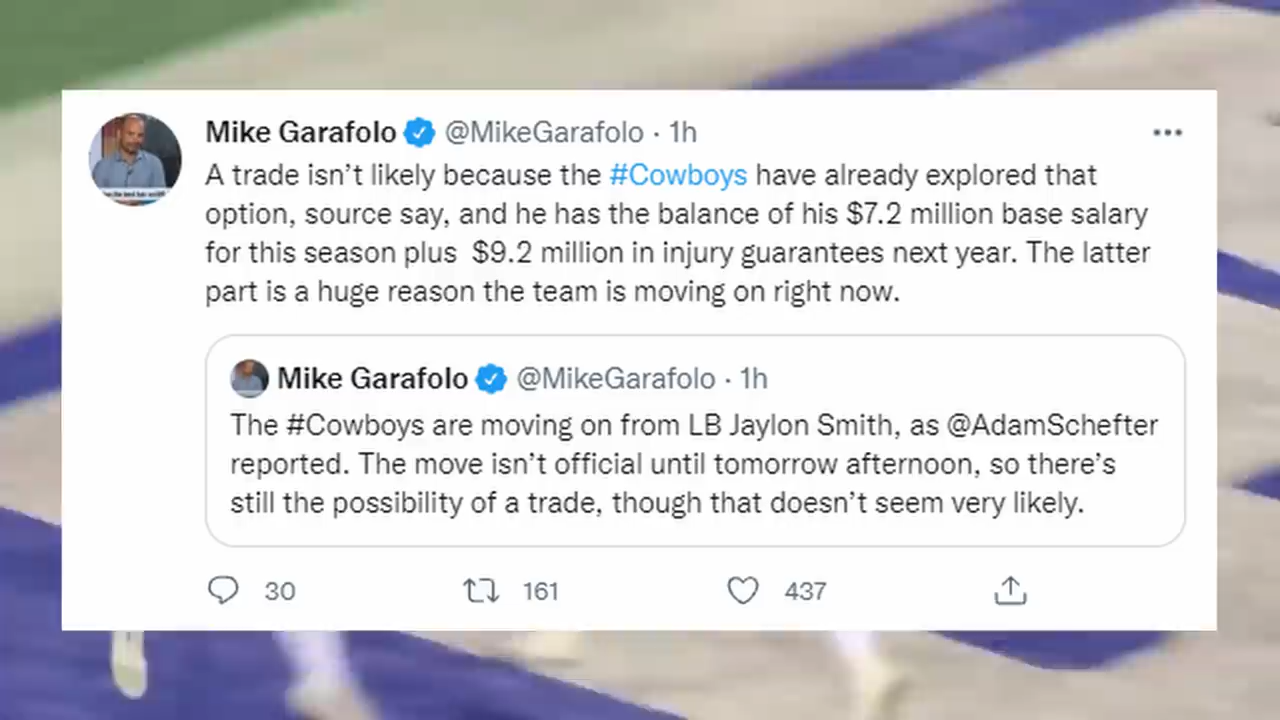 Mike Garafolo @MikeGarafolo · 1h
A trade isn't likely because the #Cowboys have already explored that
option, source say, and he has the balance of his $7.2 million base salary
for this season plus  $9.2 million in injury guarantees next year. The latter
part is a huge reason the team is moving on right now.
Mike Garafolo @MikeGarafolo · 1h
The #Cowboys are moving on from LB Jaylon Smith, as @AdamSchefter
reported. The move isn't official until tomorrow afternoon, so there's
still the possibility of a trade, though that doesn't seem very likely.
30 161 437